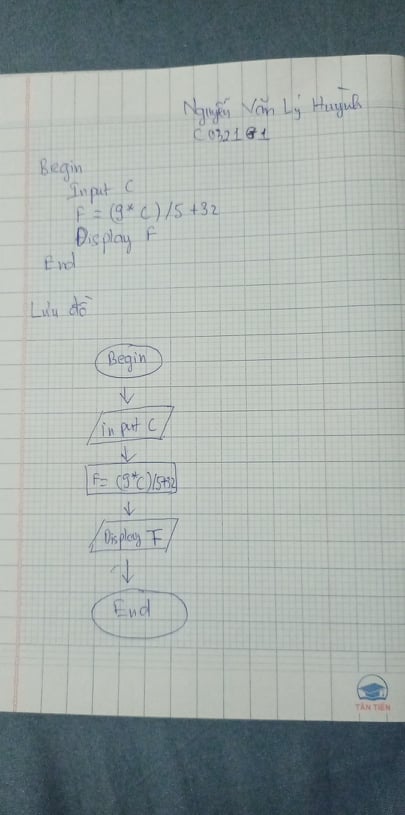 Nguyễn Văn Lý Huỳnh
Begin
Input C
F = (9* C) /5 +32
Display F
End
Lưu đồ
Begin
input C
F= (9*C)/5+32
Display F
End
TÂN TIẾN